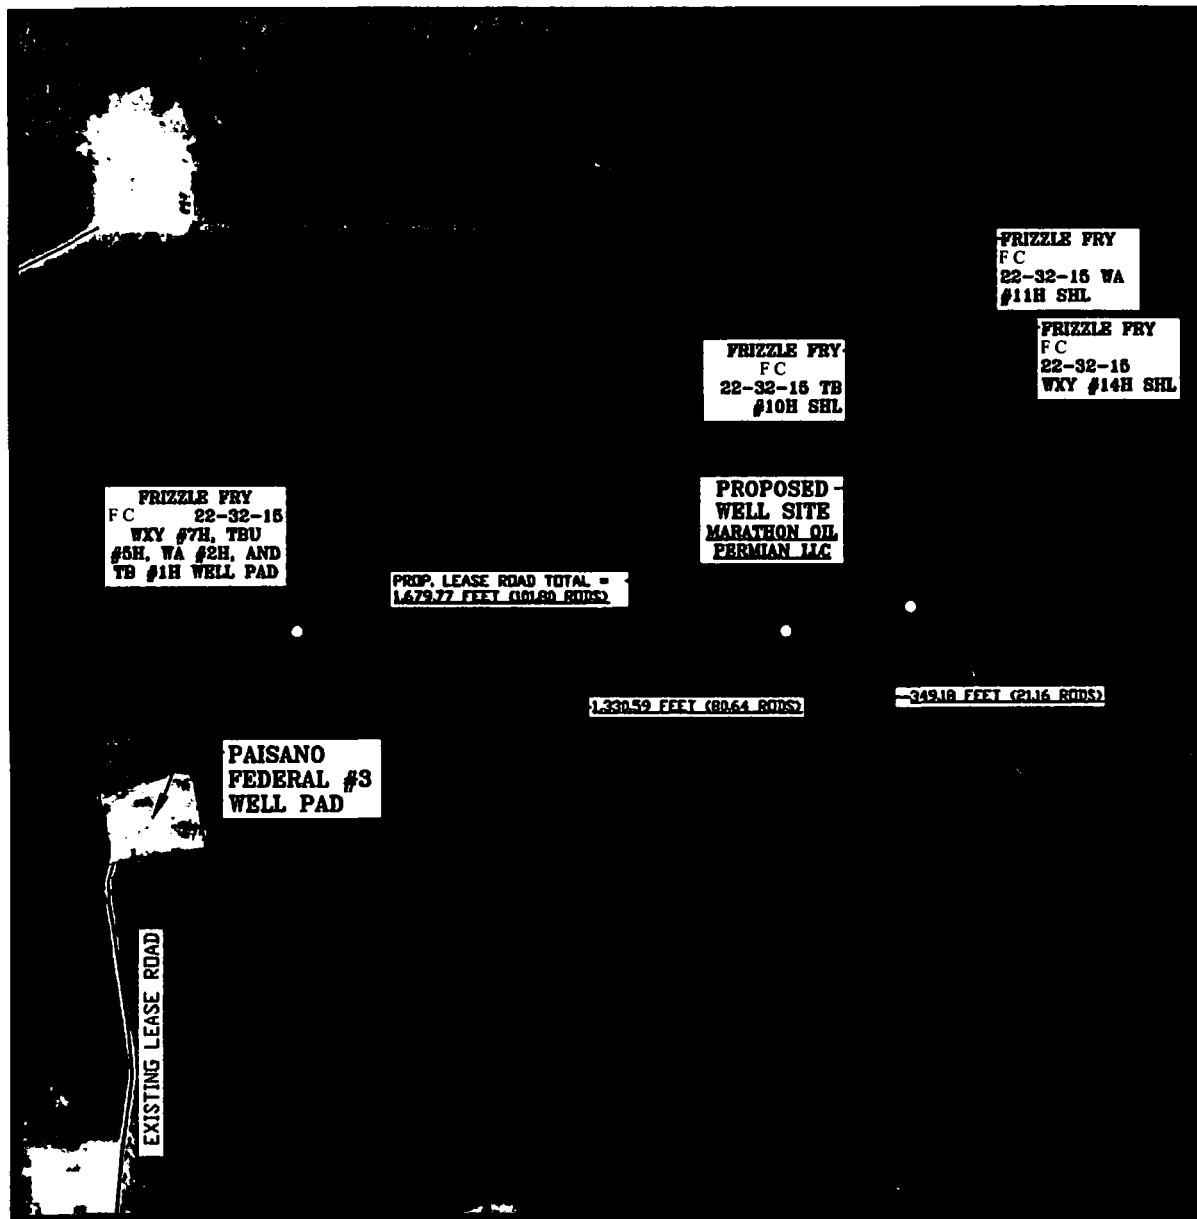 FRIZZLE FRY
FC
22-32-15 WA
#11H SHL
FRIZZLE FRY
FC
22-32-15
WXY #14H SHL
FRIZZLE FRY
FC
22-32-15 TB
#10H SHL
FRIZZLE FRY
FC 22-32-15
WXY #7H, TBU
#5H, WA #2H, AND
TB #1H WELL PAD
PROPOSED
WELL SITE
MARATHON OIL
PERMIAN LLC
PROP. LEASE ROAD TOTAL =
1,679.77 FEET (101.80 RODS)
1,330.59 FEET (80.64 RODS)
349.18 FEET (21.16 RODS)
PAISANO
FEDERAL #3
WELL PAD
EXISTING LEASE ROAD